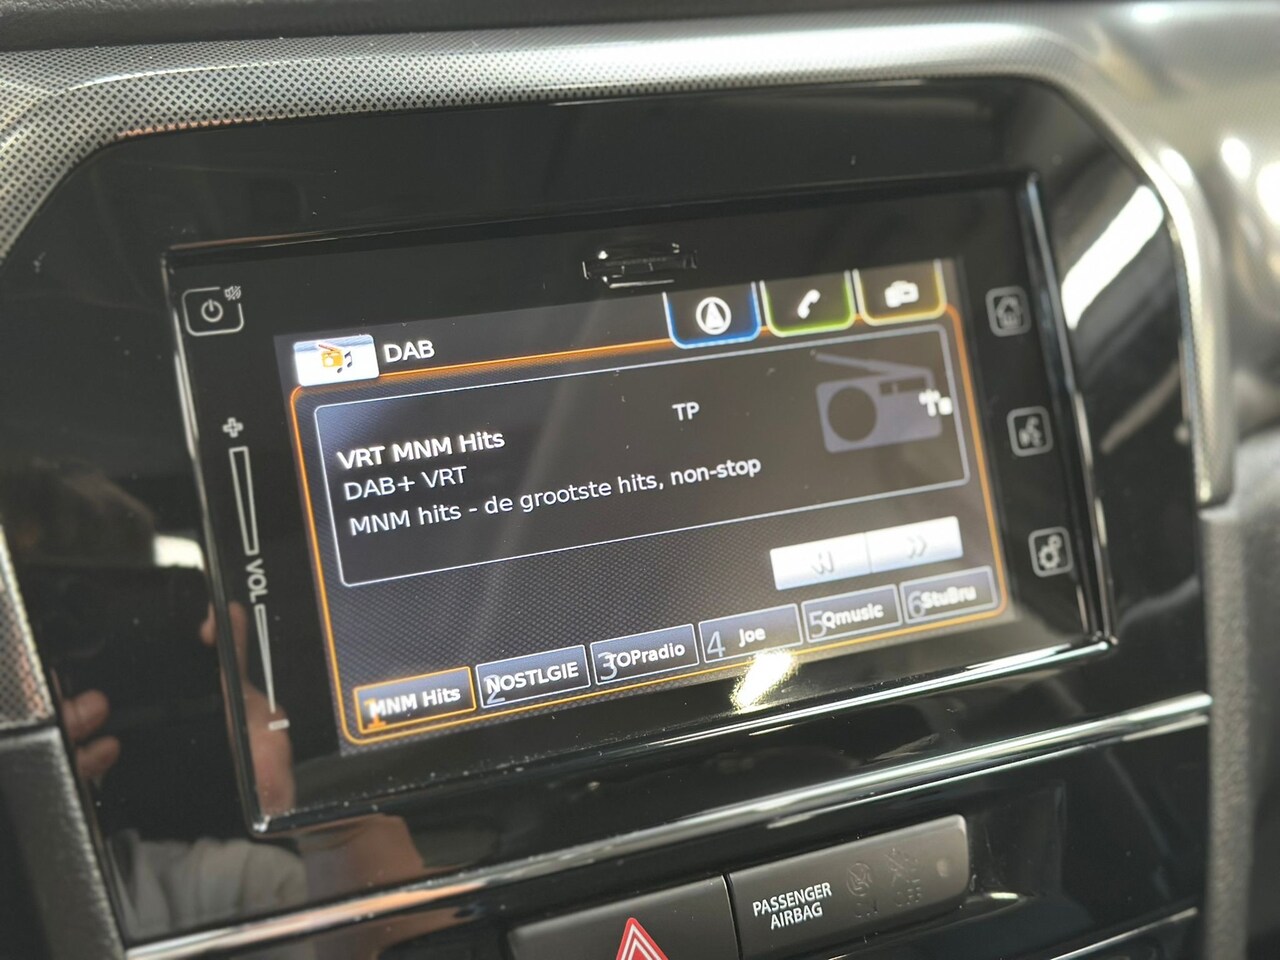 DAB
TP
VRT MNM Hits
DAB+ VRT
MNM hits - de grootste hits, non-stop
VOL
1 MNM Hits
2 NOSTLGIE
3 TOPradio
4 Joe
5 Qmusic
6 StuBru
PASSENGER
AIRBAG